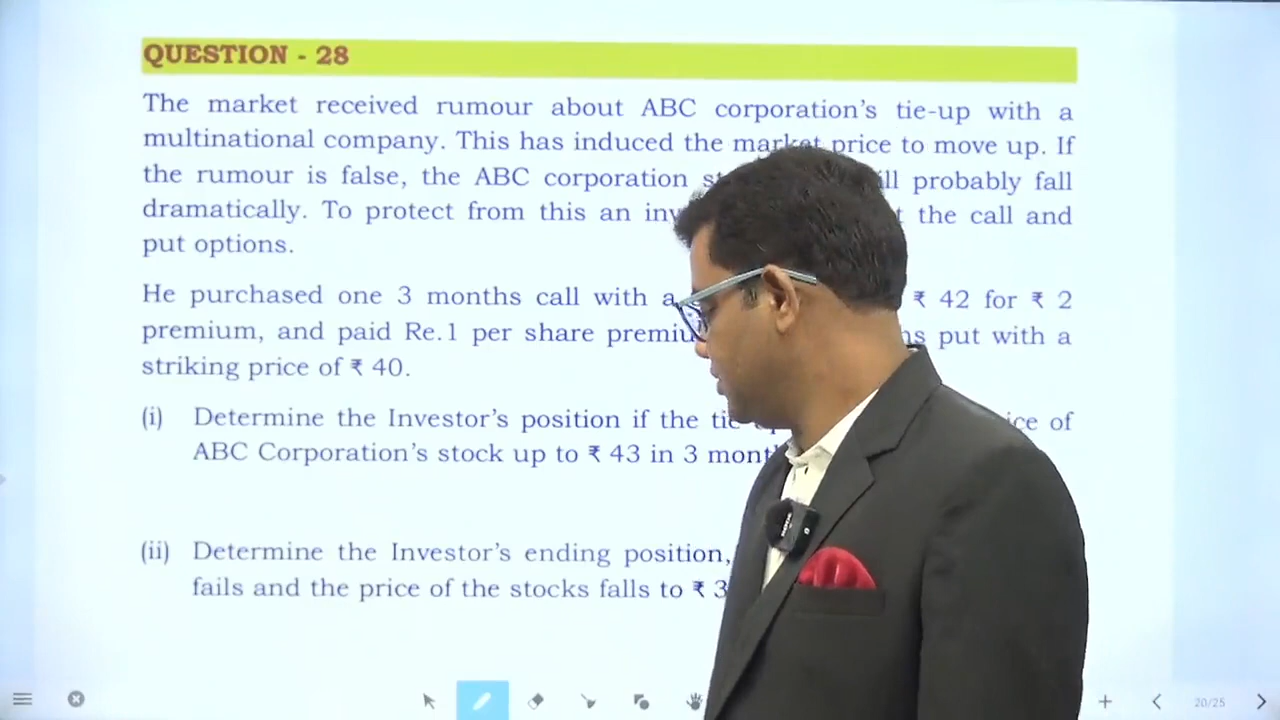 QUESTION - 28
The market received rumour about ABC corporation's tie-up with a
multinational company. This has induced the market price to move up. If
the rumour is false, the ABC corporation will probably fall
dramatically. To protect from this an the call and
put options.
He purchased one 3 months call with a ₹ 42 for ₹ 2
premium, and paid Re.1 per share put with a
striking price of ₹ 40.
(i) Determine the Investor's position if the of
ABC Corporation's stock up to ₹ 43 in 3
(ii) Determine the Investor's ending position,
fails and the price of the stocks falls to ₹
20/25